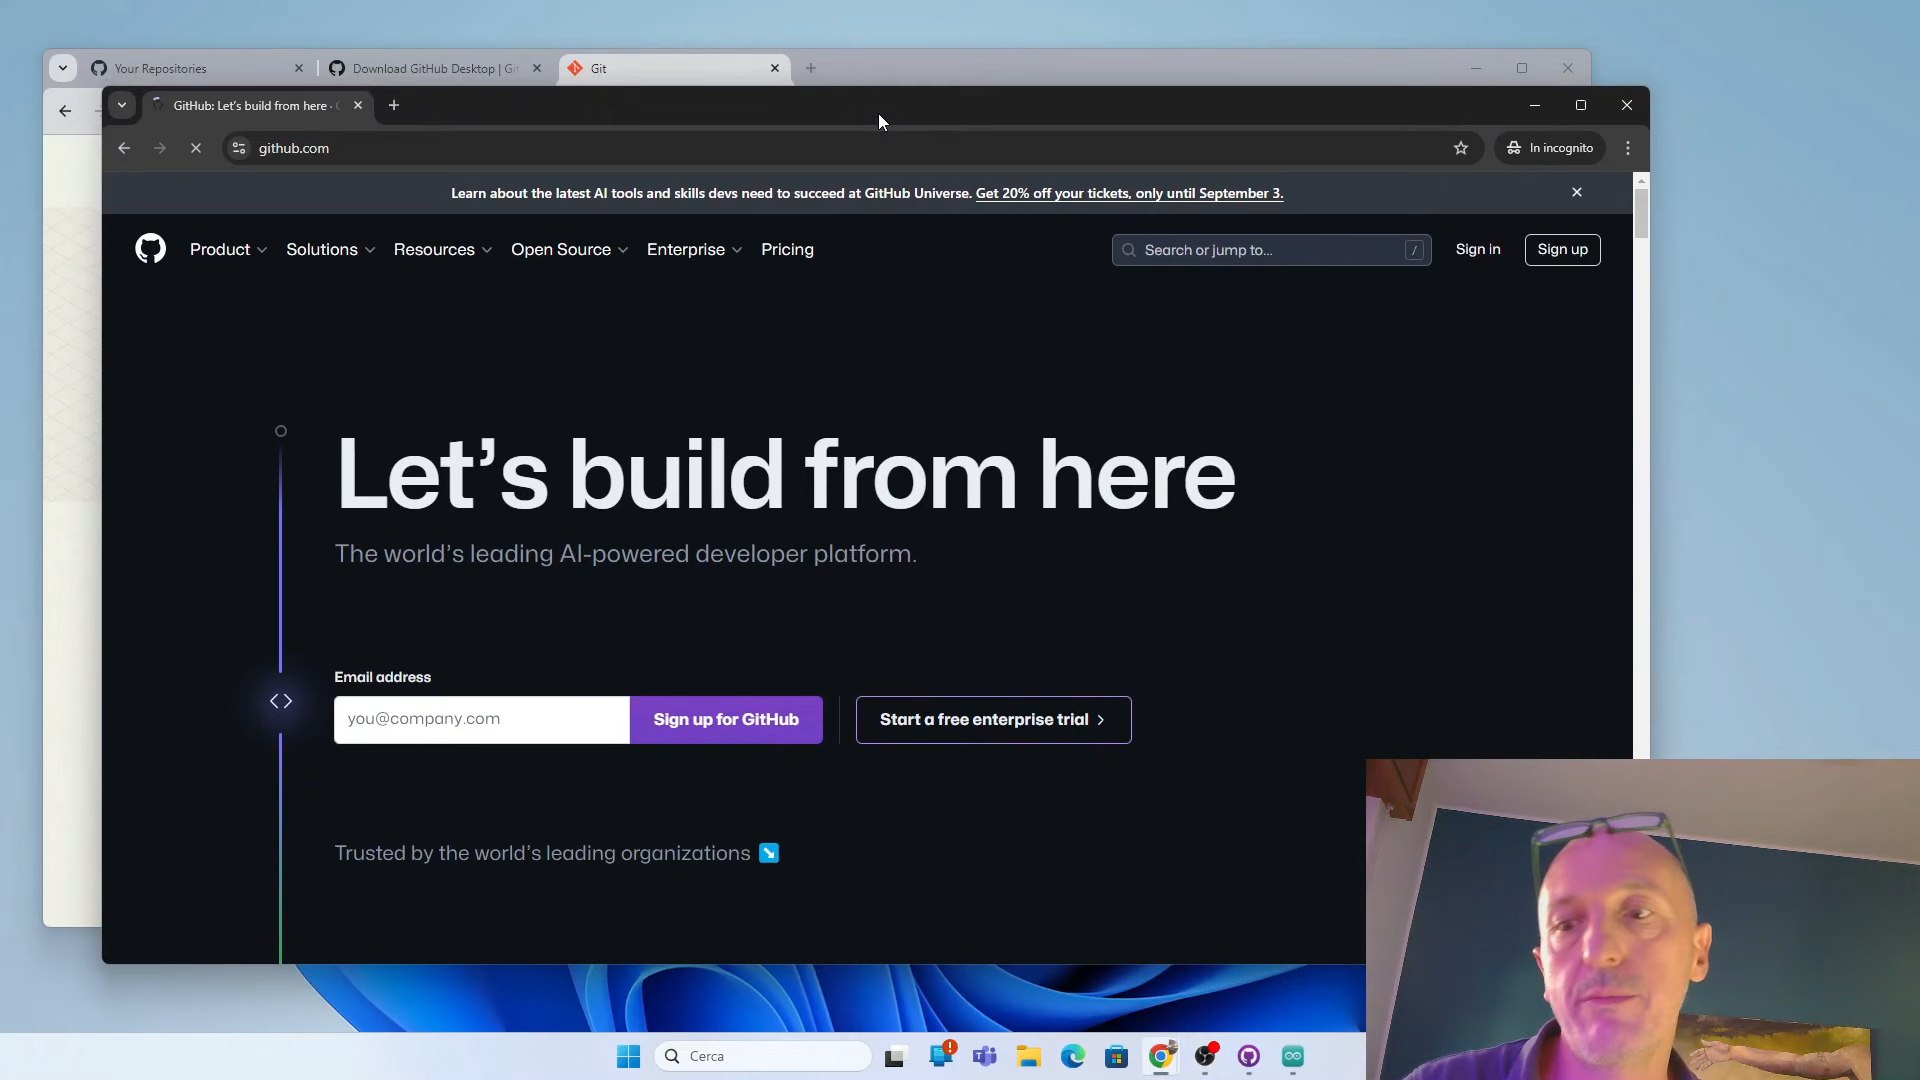 Your Repositories
Download GitHub Desktop | Git
Git
GitHub: Let's build from here ·
github.com
In incognito
Learn about the latest AI tools and skills devs need to succeed at GitHub Universe. Get 20% off your tickets, only until September 3.
Product
Solutions
Resources
Open Source
Enterprise
Pricing
Search or jump to...
/
Sign in
Sign up
Let's build from here
The world's leading AI-powered developer platform.
Email address
you@company.com
Sign up for GitHub
Start a free enterprise trial
Trusted by the world's leading organizations
Cerca